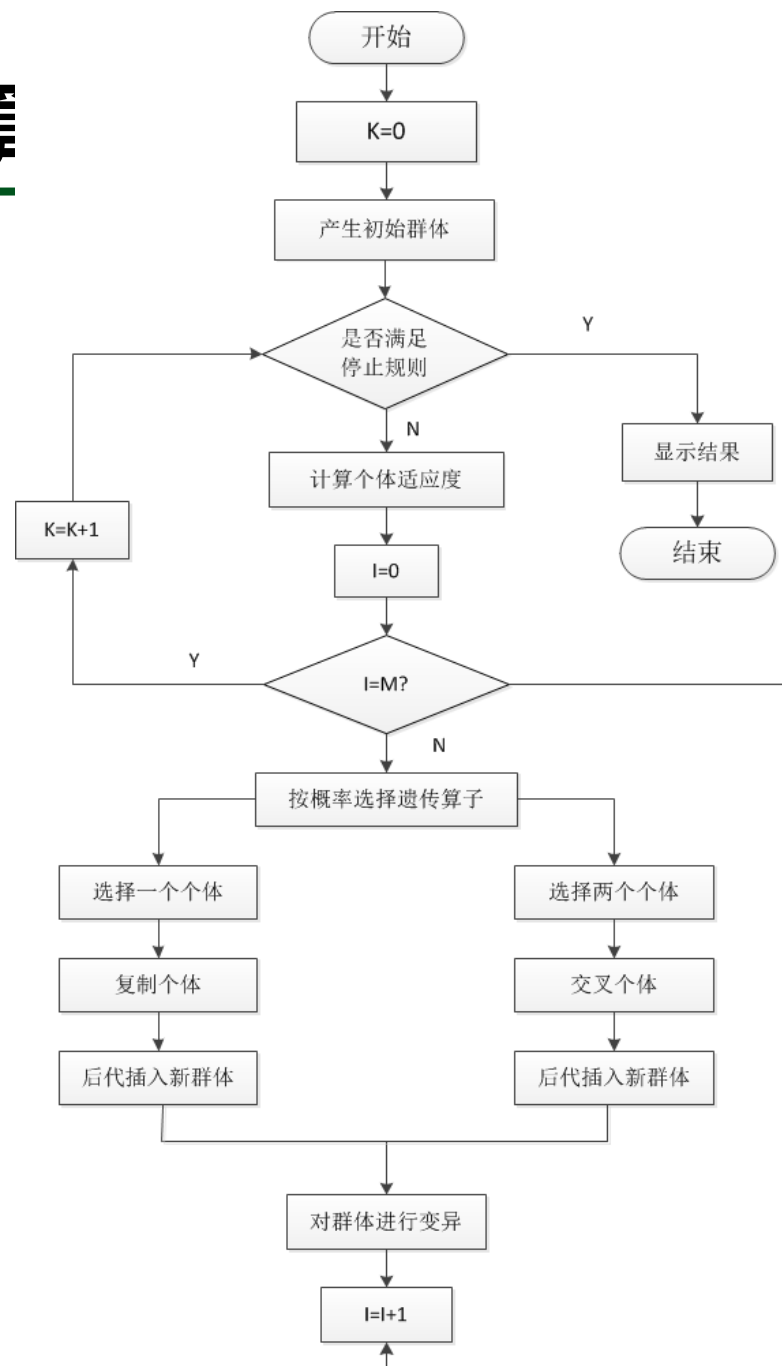 开始
K=0
产生初始群体
是否满足
停止规则
Y
N
显示结果
计算个体适应度
K=K+1
结束
I=0
Y
I=M?
N
按概率选择遗传算子
选择一个个体
选择两个个体
复制个体
交叉个体
后代插入新群体
后代插入新群体
对群体进行变异
I=I+1